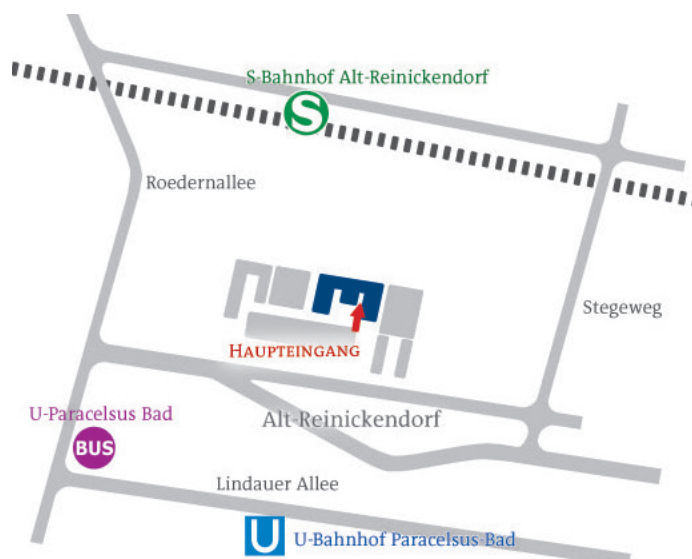 S-Bahnhof Alt-Reinickendorf
S
Roedernallee
Stegeweg
HAUPTEINGANG
U-Paracelsus Bad
BUS
Alt-Reinickendorf
Lindauer Allee
U
U-Bahnhof Paracelsus-Bad